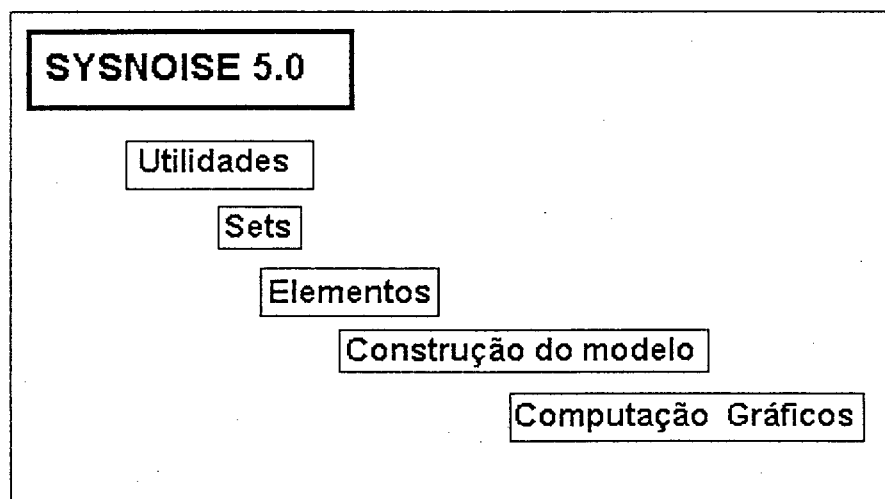 SYSNOISE 5.0
Utilidades
Sets
Elementos
Construção do modelo
Computação Gráficos